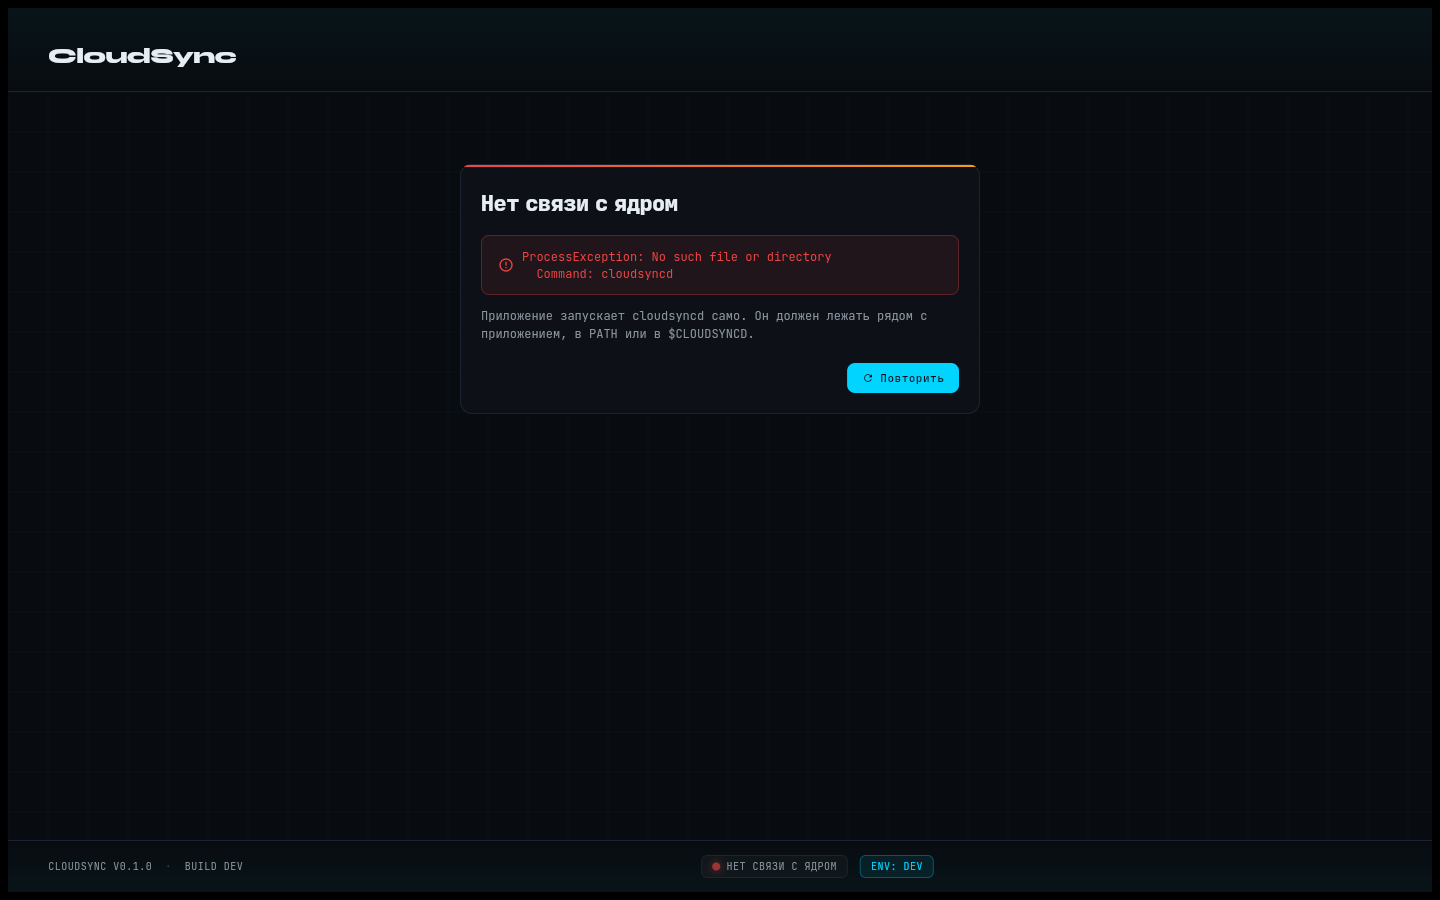 CloudSync
Нет связи с ядром
ProcessException: No such file or directory
Command: cloudsyncd
Приложение запускает cloudsyncd само. Он должен лежать рядом с
приложением, в PATH или в $CLOUDSYNCD.
Повторить
CLOUDSYNC V0.1.0 · BUILD DEV
НЕТ СВЯЗИ С ЯДРОМ
ENV: DEV